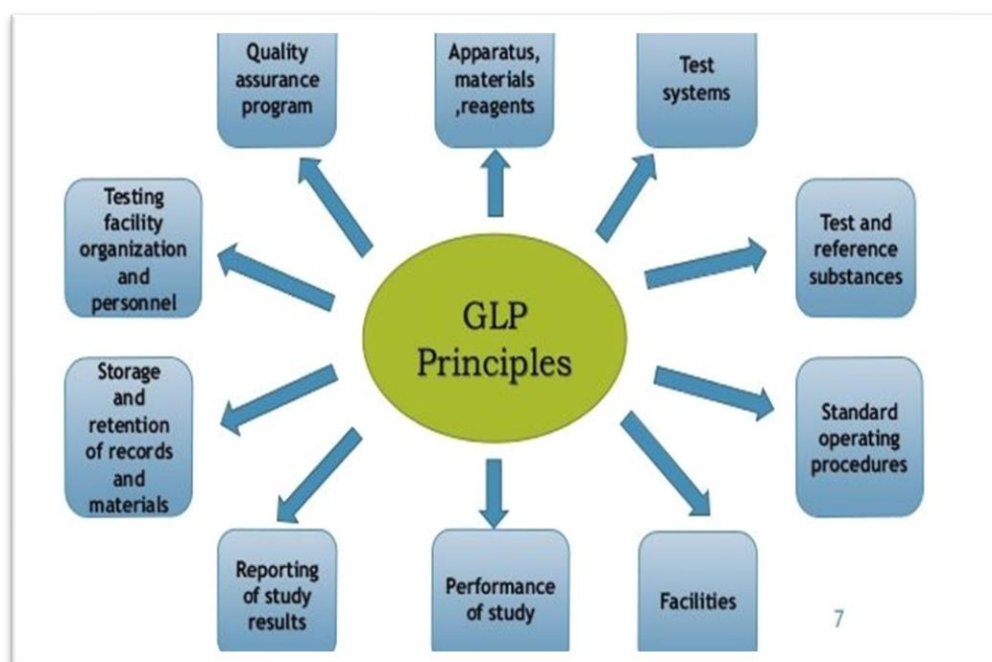 Quality
assurance
program
Apparatus,
materials
,reagents
Test
systems
Testing
facility
organization
and
personnel
Test and
reference
substances
GLP
Principles
Storage
and
retention
of records
and
materials
Standard
operating
procedures
Reporting
of study
results
Performance
of study
Facilities
7